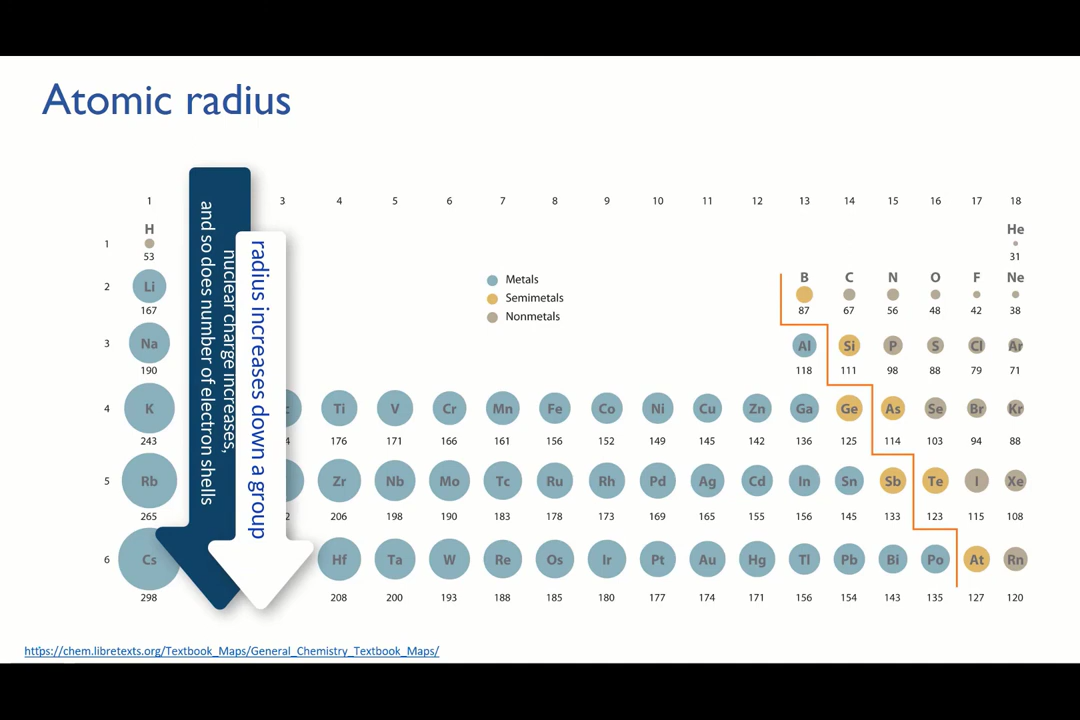 Atomic radius
and so does number of electron shells
nuclear charge increases,
radius increases down a group
1 3 4 5 6 7 8 9 10 11 12 13 14 15 16 17 18
H He
1
53 31
Metals
Semimetals
Nonmetals
B C N O F Ne
2 Li
167 87 67 56 48 42 38
3 Na Al Si P S Cl Ar
190 118 111 98 88 79 71
4 K Ti V Cr Mn Fe Co Ni Cu Zn Ga Ge As Se Br Kr
243 176 171 166 161 156 152 149 145 142 136 125 114 103 94 88
5 Rb Zr Nb Mo Tc Ru Rh Pd Ag Cd In Sn Sb Te I Xe
265 206 198 190 183 178 173 169 165 155 156 145 133 123 115 108
6 Cs Hf Ta W Re Os Ir Pt Au Hg Tl Pb Bi Po At Rn
298 208 200 193 188 185 180 177 174 171 156 154 143 135 127 120
https://chem.libretexts.org/Textbook_Maps/General_Chemistry_Textbook_Maps/